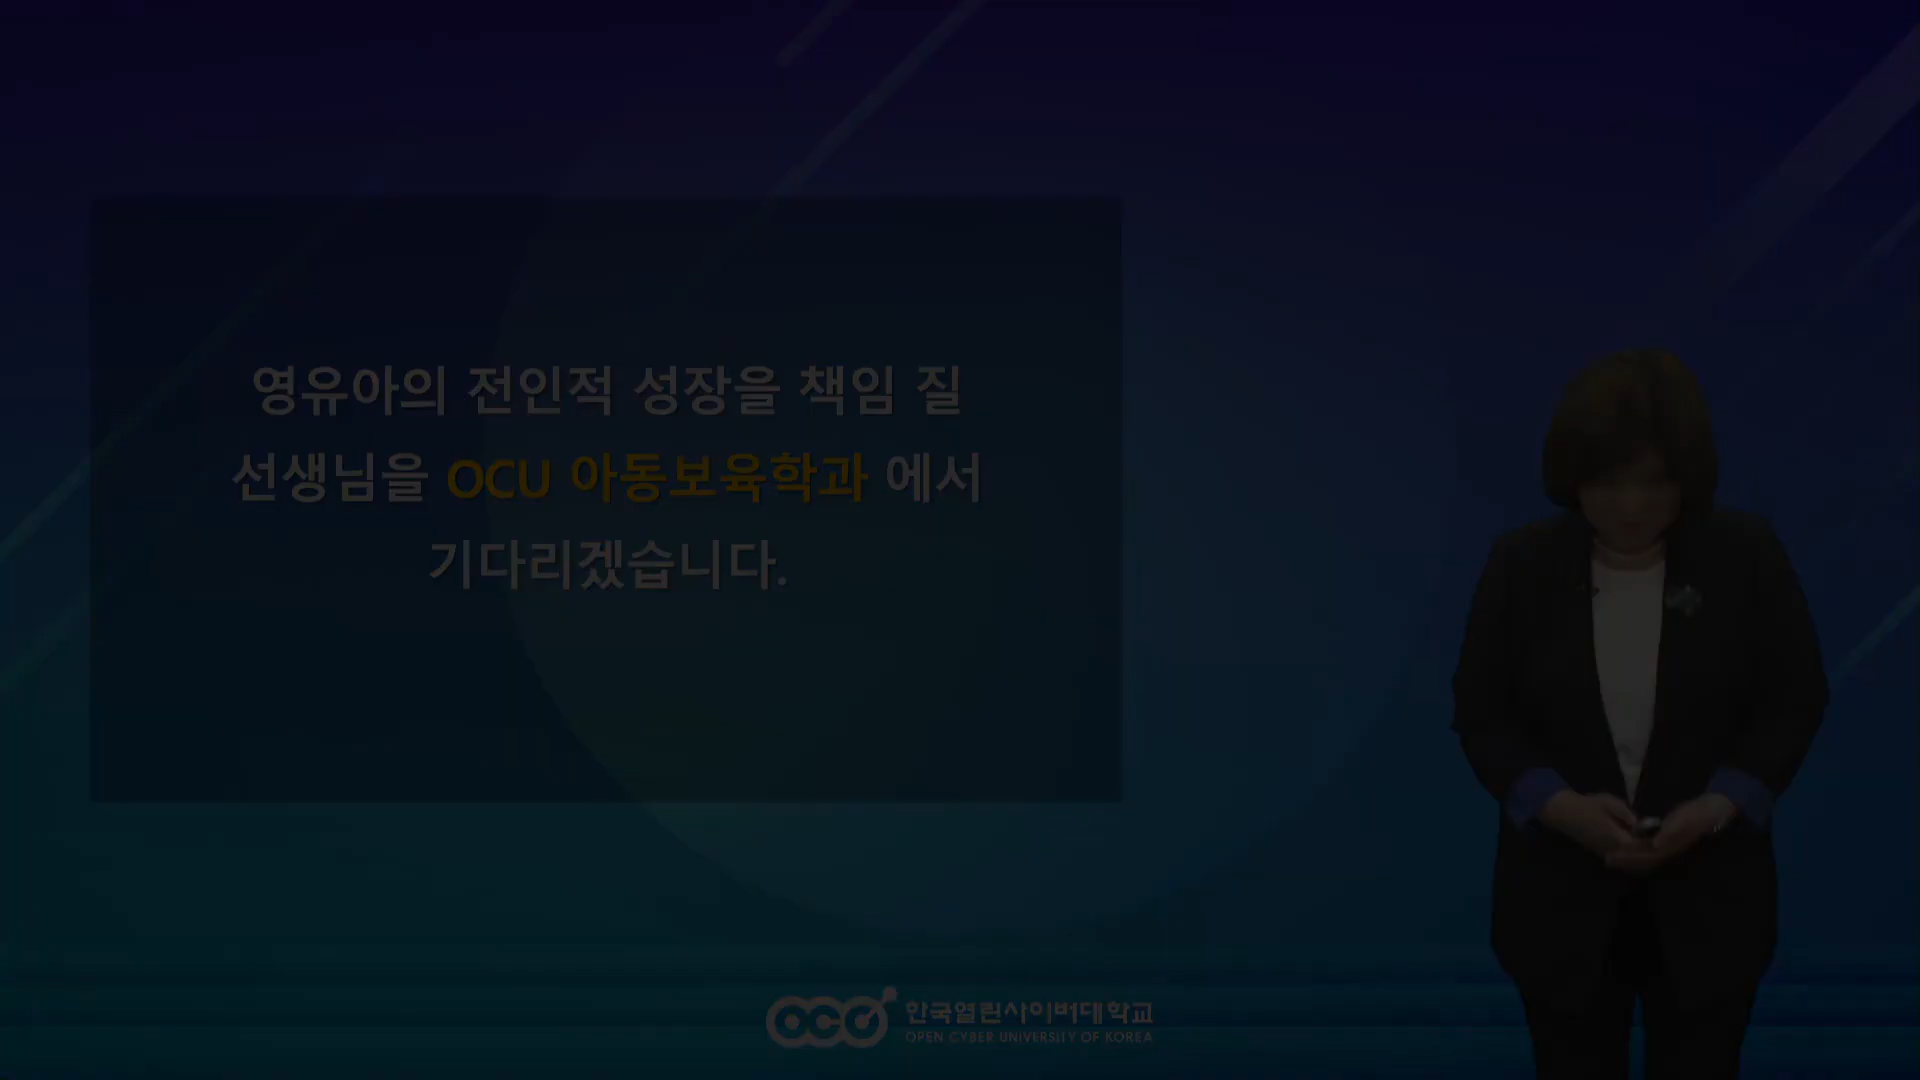 영유아의 전인적 성장을 책임 질
선생님을 OCU 아동보육학과 에서
기다리겠습니다.
OCU 한국열린사이버대학교
OPEN CYBER UNIVERSITY OF KOREA